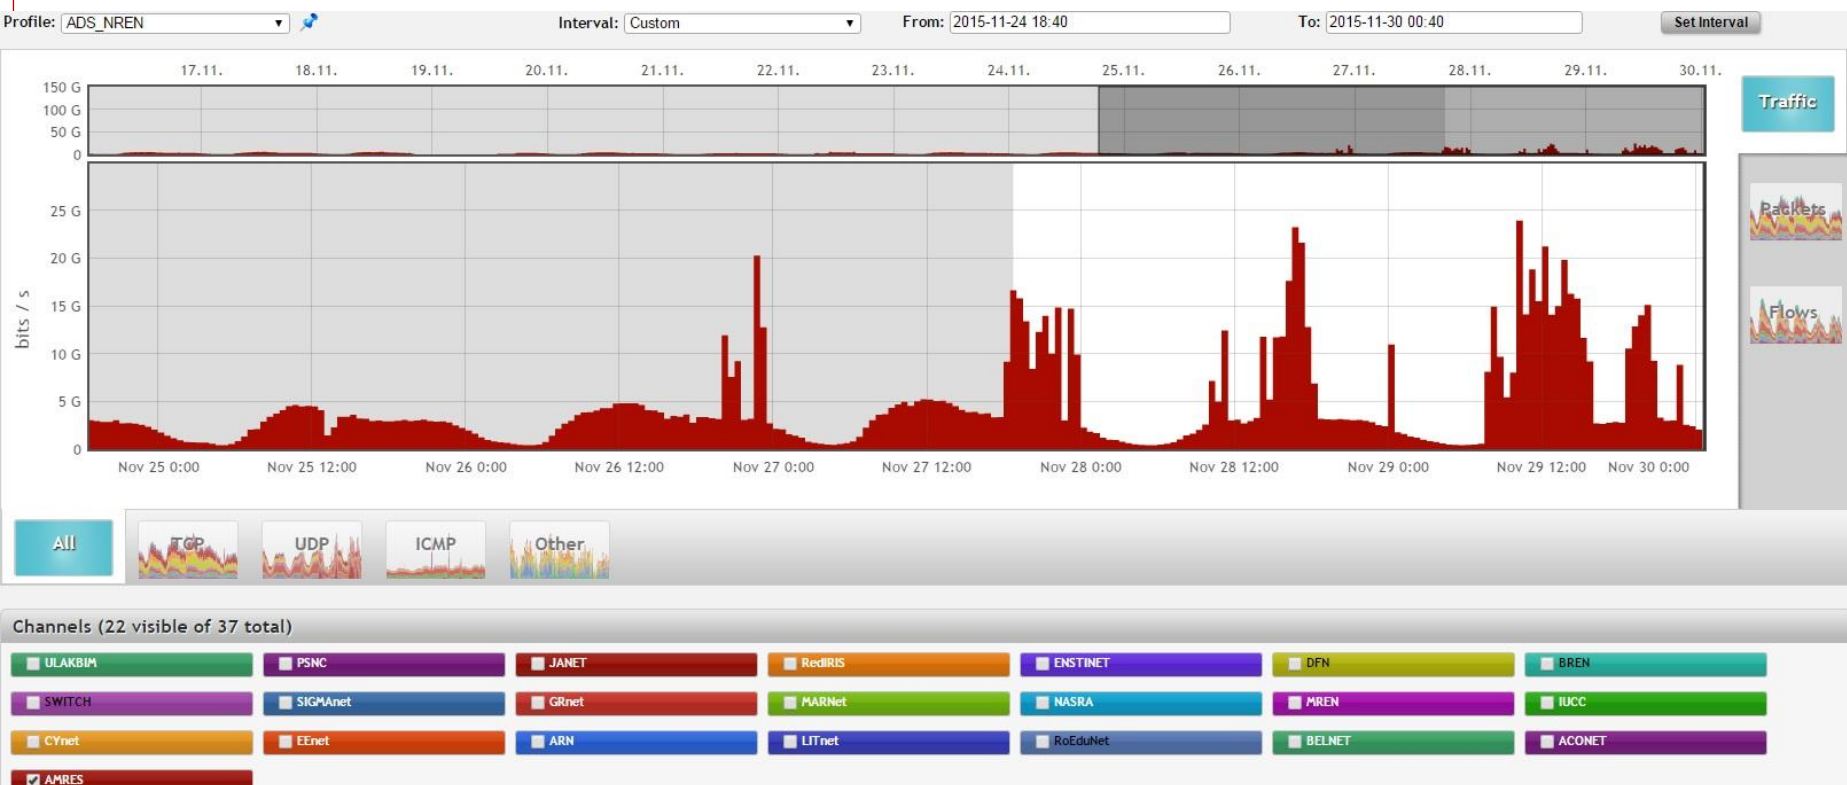 Profile: ADS_NREN Interval: Custom From: 2015-11-24 18:40 To: 2015-11-30 00:40 Set Interval
17.11. 18.11. 19.11. 20.11. 21.11. 22.11. 23.11. 24.11. 25.11. 26.11. 27.11. 28.11. 29.11. 30.11.
150 G
100 G
50 G
0
Traffic
25 G
20 G
15 G
10 G
5 G
0
bits / s
Packets
Flows
Nov 25 0:00 Nov 25 12:00 Nov 26 0:00 Nov 26 12:00 Nov 27 0:00 Nov 27 12:00 Nov 28 0:00 Nov 28 12:00 Nov 29 0:00 Nov 29 12:00 Nov 30 0:00
All TCP UDP ICMP Other
Channels (22 visible of 37 total)
ULAKBIM PSNC JANET RedIRIS ENSTINET DFN BREN
SWITCH SIGMAnet GRnet MARNet NASRA MREN IUCC
CYnet EEnet ARN LITnet RoEduNet BELNET ACONET
AMRES